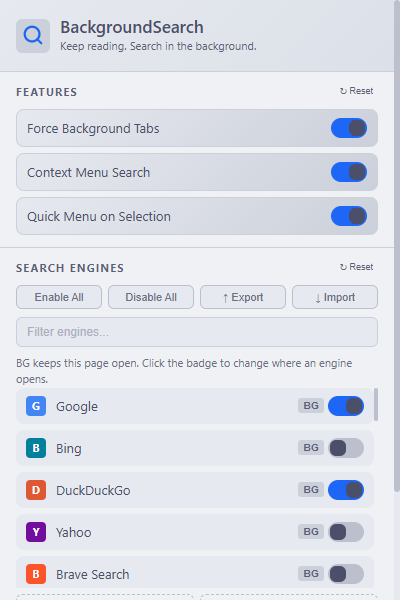 BackgroundSearch
Keep reading. Search in the background.
FEATURES
↻ Reset
Force Background Tabs
Context Menu Search
Quick Menu on Selection
SEARCH ENGINES
↻ Reset
Enable All
Disable All
↑ Export
↓ Import
Filter engines...
BG keeps this page open. Click the badge to change where an engine
opens.
G Google BG
B Bing BG
D DuckDuckGo BG
Y Yahoo BG
B Brave Search BG